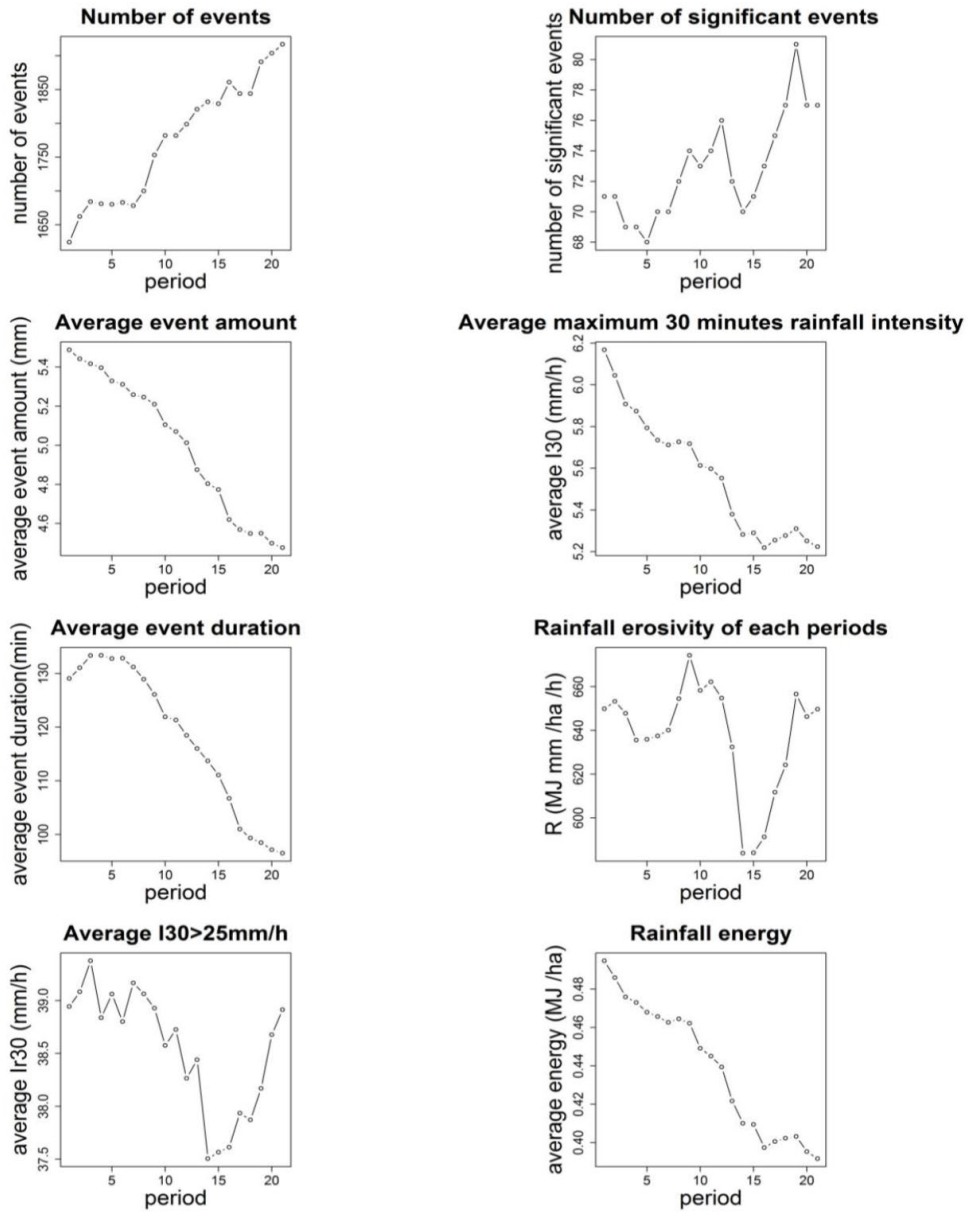 Number of events
number of events
1650 1750 1850
5 10 15 20
period
Number of significant events
number of significant events
68 70 72 74 76 78 80
5 10 15 20
period
Average event amount
average event amount (mm)
4.6 4.8 5.0 5.2 5.4
5 10 15 20
period
Average maximum 30 minutes rainfall intensity
average I30 (mm/h)
5.2 5.4 5.6 5.8 6.0 6.2
5 10 15 20
period
Average event duration
average event duration(min)
100 110 120 130
5 10 15 20
period
Rainfall erosivity of each periods
R (MJ mm /ha /h)
600 620 640 660
5 10 15 20
period
Average I30>25mm/h
average Ir30 (mm/h)
37.5 38.0 38.5 39.0
5 10 15 20
period
Rainfall energy
average energy (MJ /ha)
0.40 0.42 0.44 0.46 0.48
5 10 15 20
period